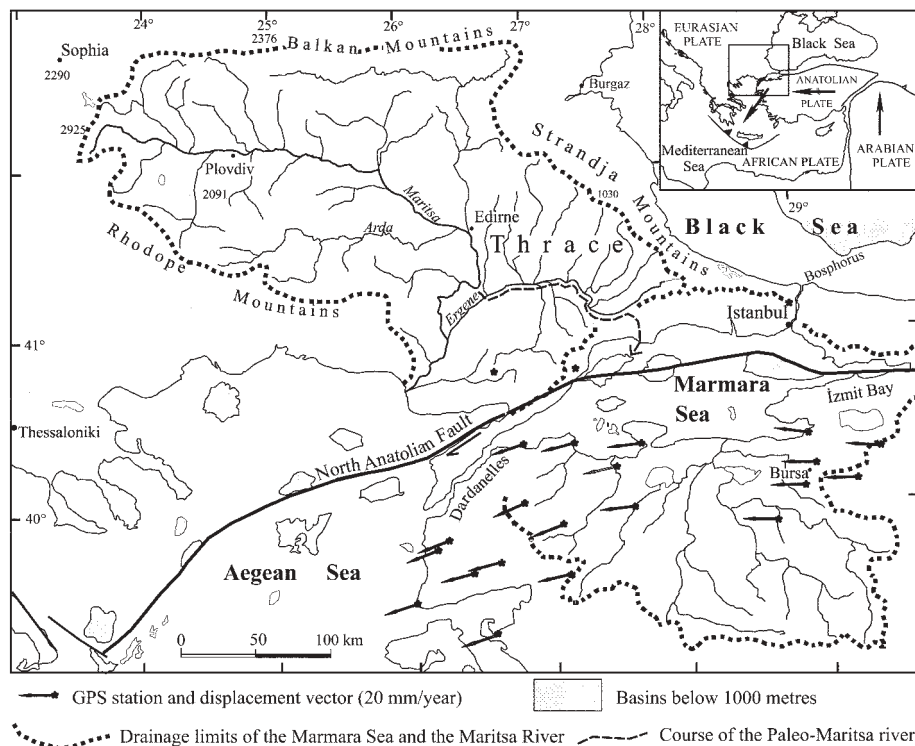 24°
25°
26°
27°
28°
2376
Balkan Mountains
Sophia
2290
2925
Plovdiv
2091
Maritsa
Arda
Edirne
Thrace
Strandja Mountains
1030
Burgaz
Rhodope Mountains
Ergene
EURASIAN
PLATE
Black Sea
ANATOLIAN
PLATE
Mediterranean
Sea
AFRICAN PLATE
ARABIAN
PLATE
29°
Black Sea
Bosphorus
Istanbul
41°
Marmara
Sea
İzmit Bay
Thessaloniki
North Anatolian Fault
Dardanelles
Bursa
40°
Aegean Sea
0 50 100 km
GPS station and displacement vector (20 mm/year)
Basins below 1000 metres
Drainage limits of the Marmara Sea and the Maritsa River
Course of the Paleo-Maritsa river